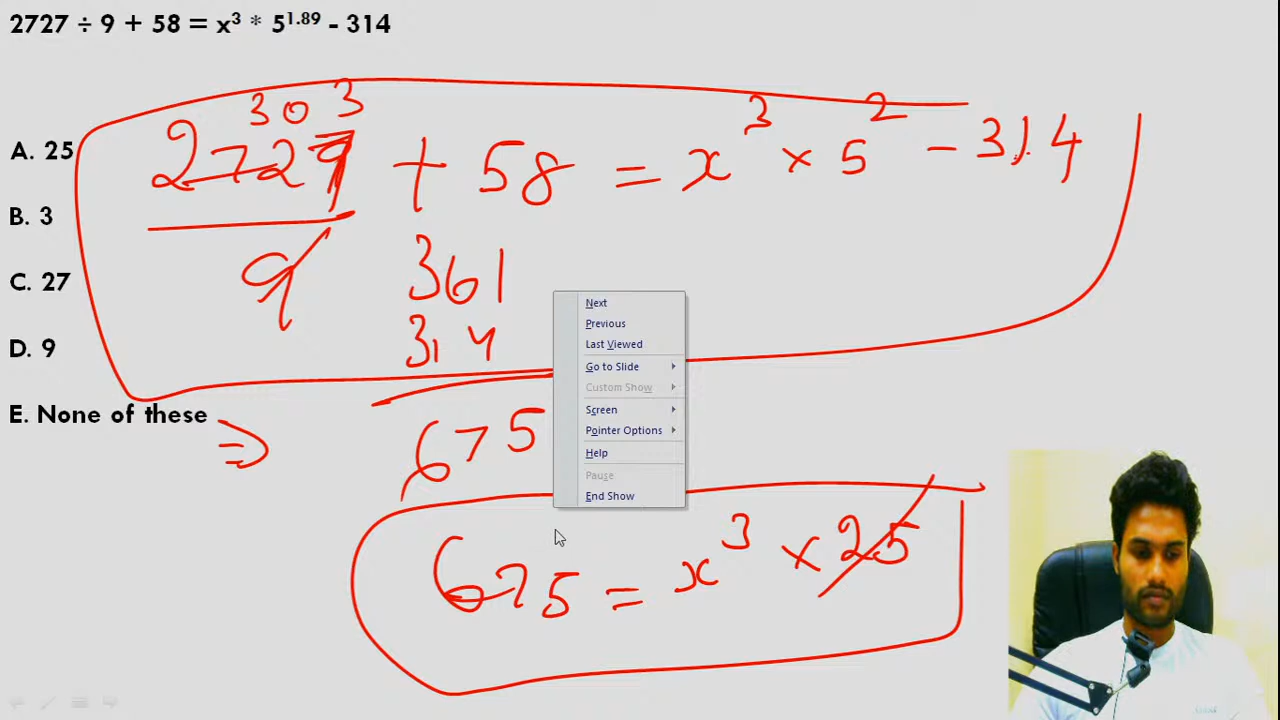 2727 ÷ 9 + 58 = x³ * 5¹·⁸⁹ - 314
303
2727 + 58 = x³ × 5² - 314
9
A. 25
B. 3
C. 27
D. 9
E. None of these
361
314
675
⇒
675 = x³ × 25
Next
Previous
Last Viewed
Go to Slide
Custom Show
Screen
Pointer Options
Help
Pause
End Show